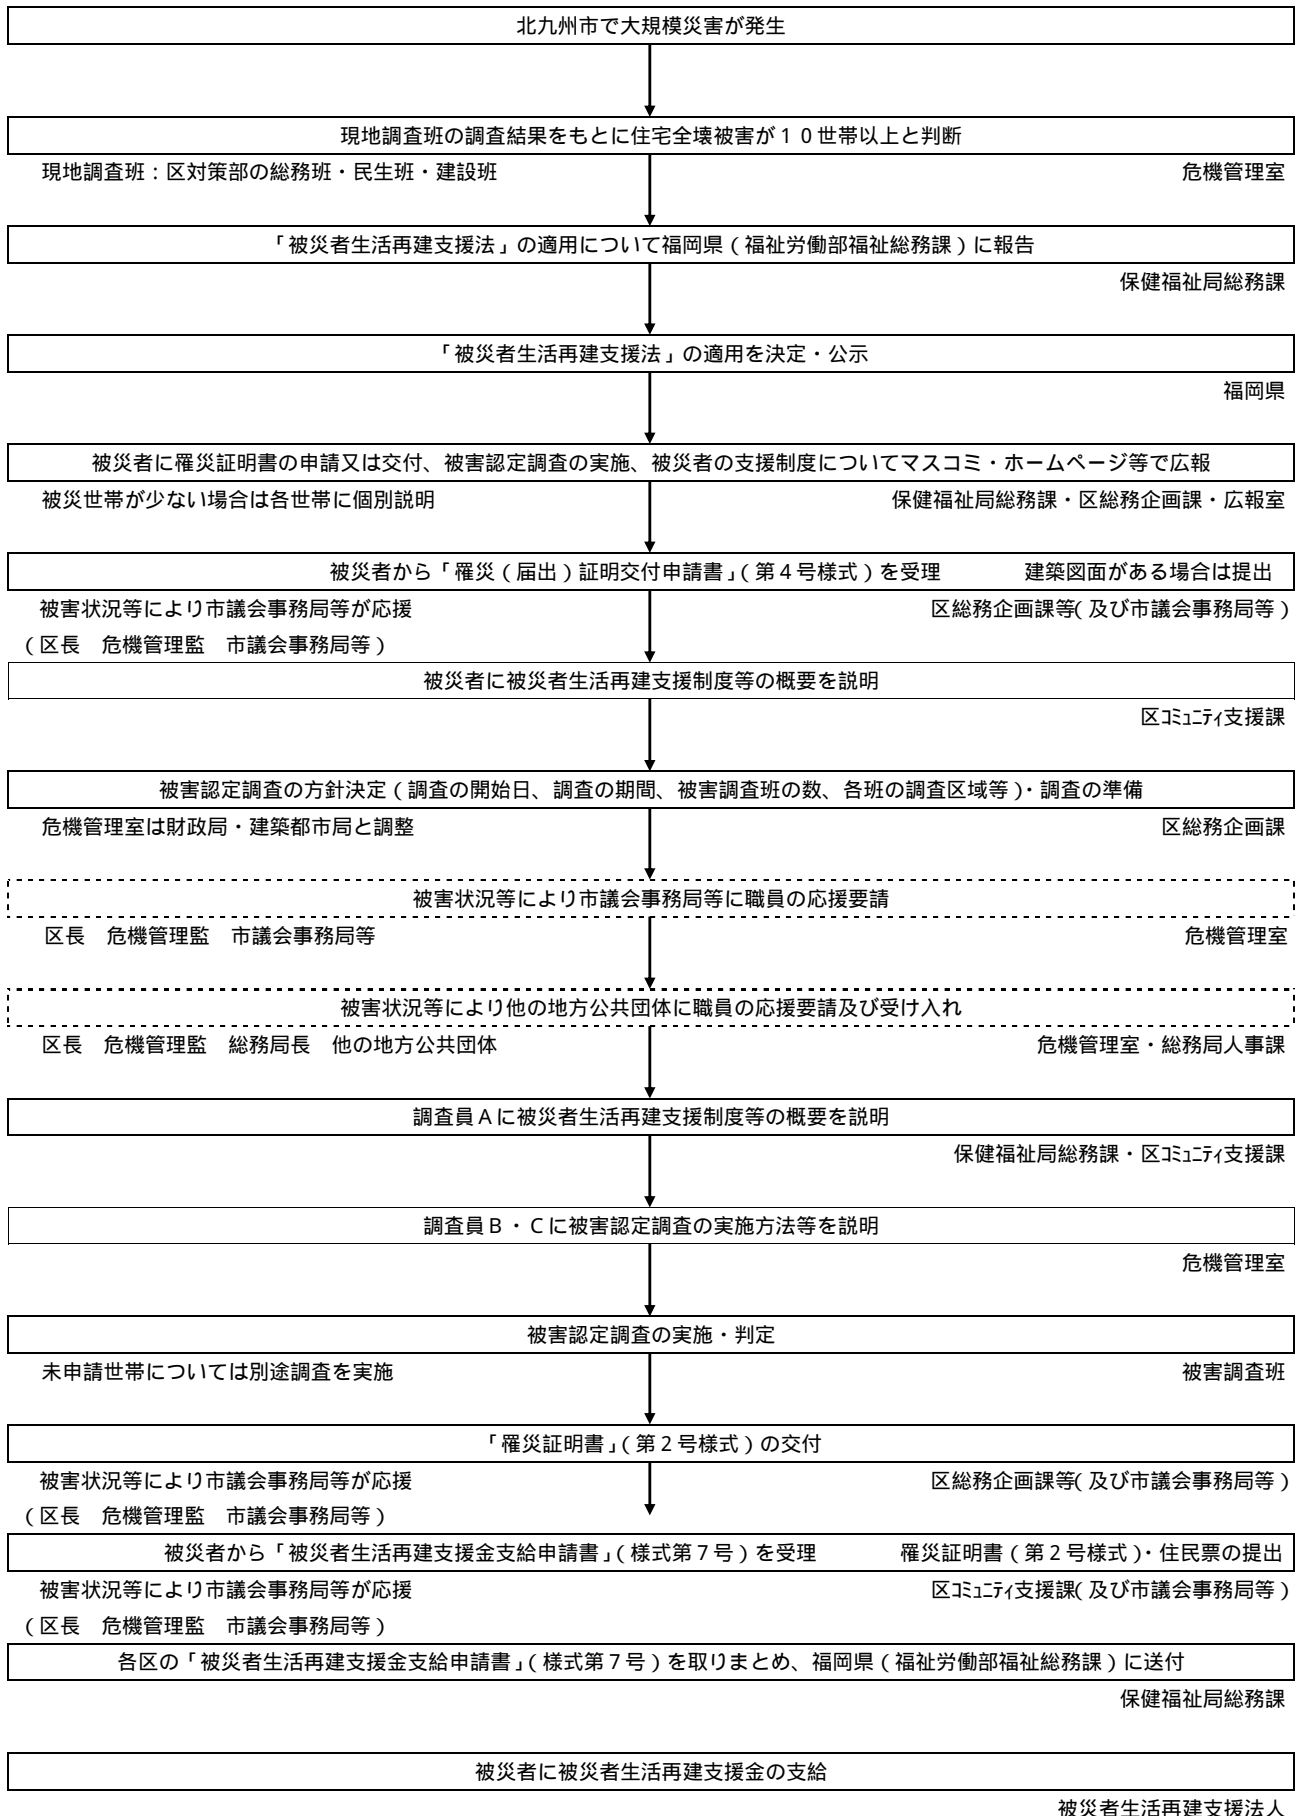 北九州市で大規模災害が発生
現地調査班の調査結果をもとに住宅全壊被害が１０世帯以上と判断
現地調査班：区対策部の総務班・民生班・建設班　危機管理室
「被災者生活再建支援法」の適用について福岡県（福祉労働部福祉総務課）に報告
保健福祉局総務課
「被災者生活再建支援法」の適用を決定・公示
福岡県
被災者に罹災証明書の申請又は交付、被害認定調査の実施、被災者の支援制度についてマスコミ・ホームページ等で広報
被災世帯が少ない場合は各世帯に個別説明　保健福祉局総務課・区総務企画課・広報室
被災者から「罹災（届出）証明交付申請書」（第４号様式）を受理　建築図面がある場合は提出
被害状況等により市議会事務局等が応援　区総務企画課等（及び市議会事務局等）
（区長　危機管理監　市議会事務局等）
被災者に被災者生活再建支援制度等の概要を説明
区ｺﾐｭﾆﾃｨ支援課
被害認定調査の方針決定（調査の開始日、調査の期間、被害調査班の数、各班の調査区域等）・調査の準備
危機管理室は財政局・建築都市局と調整　区総務企画課
被害状況等により市議会事務局等に職員の応援要請
区長　危機管理監　市議会事務局等　危機管理室
被害状況等により他の地方公共団体に職員の応援要請及び受け入れ
区長　危機管理監　総務局長　他の地方公共団体　危機管理室・総務局人事課
調査員Ａに被災者生活再建支援制度等の概要を説明
保健福祉局総務課・区ｺﾐｭﾆﾃｨ支援課
調査員Ｂ・Ｃに被害認定調査の実施方法等を説明
危機管理室
被害認定調査の実施・判定
未申請世帯については別途調査を実施　被害調査班
「罹災証明書」（第２号様式）の交付
被害状況等により市議会事務局等が応援　区総務企画課等（及び市議会事務局等）
（区長　危機管理監　市議会事務局等）
被災者から「被災者生活再建支援金支給申請書」（様式第７号）を受理　罹災証明書（第２号様式）・住民票の提出
被害状況等により市議会事務局等が応援　区ｺﾐｭﾆﾃｨ支援課（及び市議会事務局等）
（区長　危機管理監　市議会事務局等）
各区の「被災者生活再建支援金支給申請書」（様式第７号）を取りまとめ、福岡県（福祉労働部福祉総務課）に送付
保健福祉局総務課
被災者に被災者生活再建支援金の支給
被災者生活再建支援法人